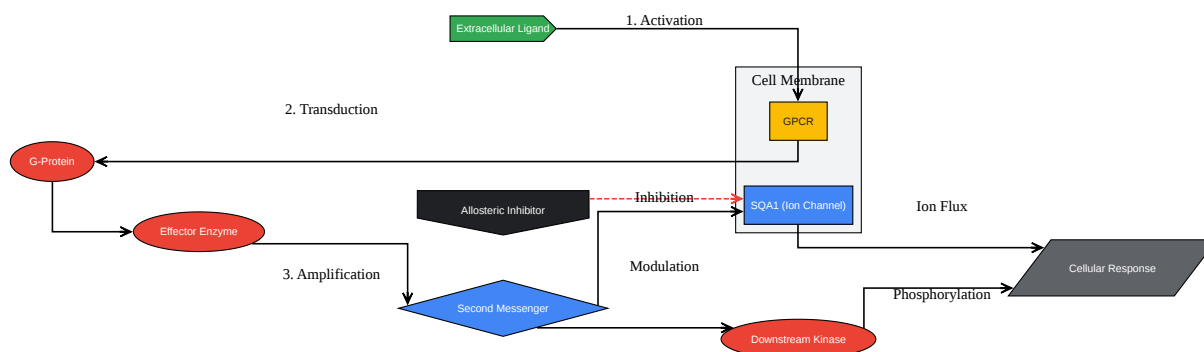 1. Activation
Extracellular Ligand
Cell Membrane
2. Transduction
GPCR
G-Protein
Inhibition
SQA1 (Ion Channel)
Allosteric Inhibitor
Ion Flux
Effector Enzyme
3. Amplification
Modulation
Cellular Response
Phosphorylation
Second Messenger
Downstream Kinase